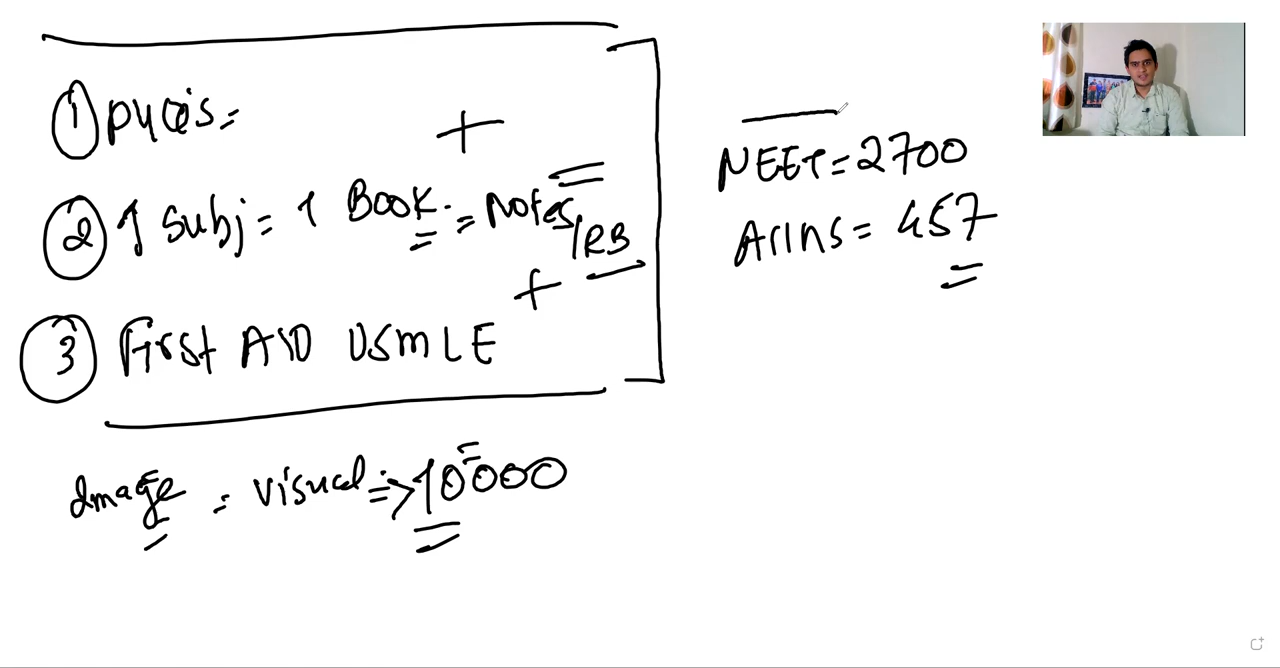 ① PYQ's =
+
② 1 Subj = 1 Book. = Notes/RB
+
③ First AID USMLE
Image = visual => 10000
NEET = 2700
AIIMS = 457